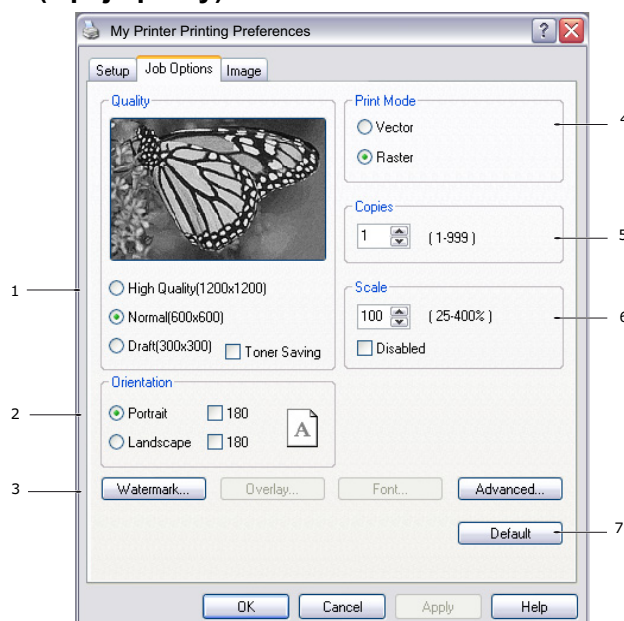 My Printer Printing Preferences
Setup Job Options Image
Quality
Print Mode
Vector
Raster
Copies
1 (1-999)
High Quality(1200x1200)
Normal(600x600)
Draft(300x300) Toner Saving
Scale
100 (25-400%)
Disabled
Orientation
Portrait 180
Landscape 180
A
Watermark... Overlay... Font... Advanced...
Default
OK Cancel Apply Help
1
2
3
4
5
6
7